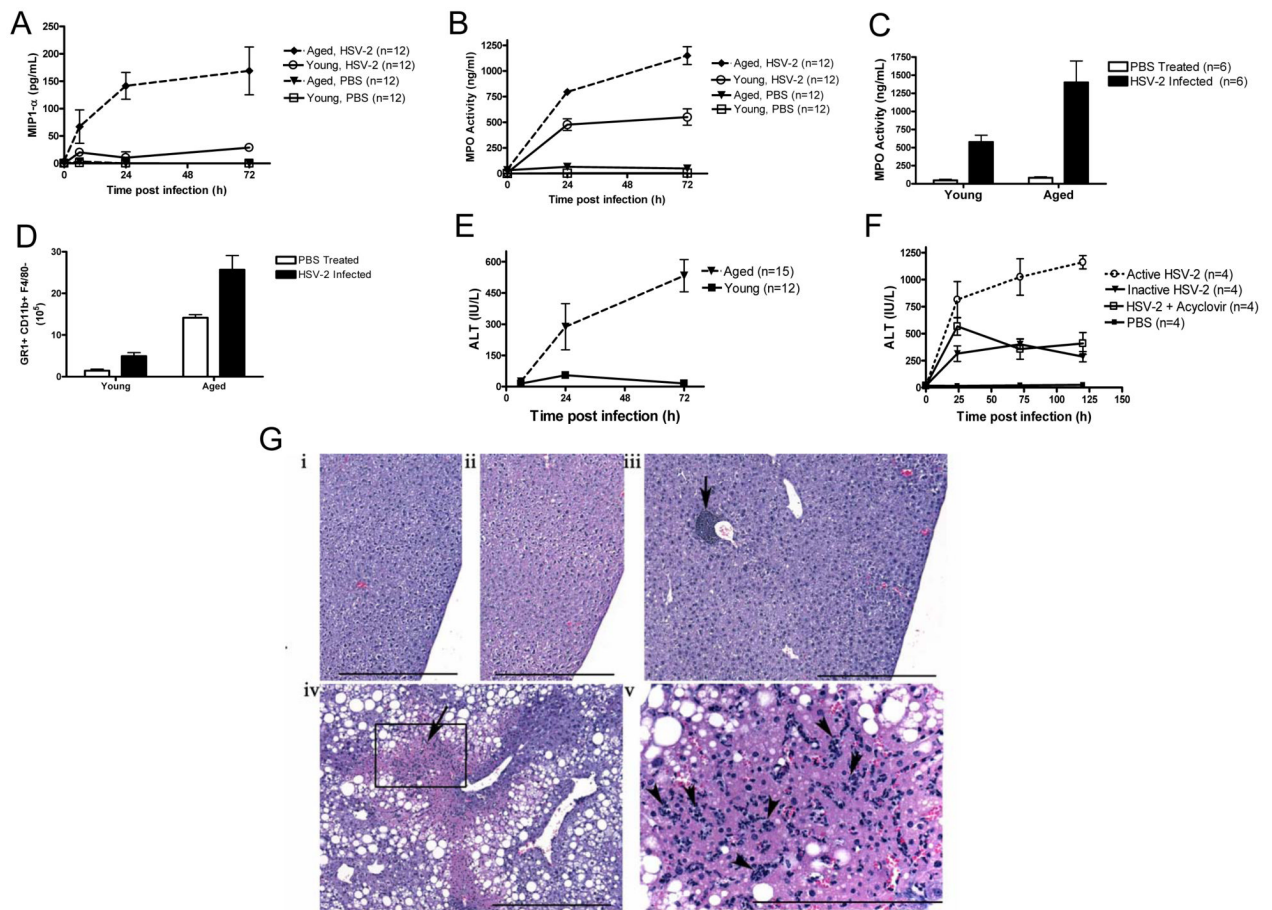 A
MIP1-α (pg/mL)
250
200
150
100
50
0
0 24 48 72
Time post infection (h)
Aged, HSV-2 (n=12)
Young, HSV-2 (n=12)
Aged, PBS (n=12)
Young, PBS (n=12)
B
MPO Activity (ng/mL)
1250
1000
750
500
250
0
0 24 48 72
Time post infection (h)
Aged, HSV-2 (n=12)
Young, HSV-2 (n=12)
Aged, PBS (n=12)
Young, PBS (n=12)
C
MPO Activity (ng/mL)
1750
1500
1250
1000
750
500
250
0
Young Aged
PBS Treated (n=6)
HSV-2 Infected (n=6)
D
GR1+ CD11b+ F4/80-
(10⁵)
30
20
10
0
Young Aged
PBS Treated
HSV-2 Infected
E
ALT (IU/L)
600
450
300
150
0
0 24 48 72
Time post infection (h)
Aged (n=15)
Young (n=12)
F
ALT (IU/L)
1250
1000
750
500
250
0
0 25 50 75 100 125 150
Time post infection (h)
Active HSV-2 (n=4)
Inactive HSV-2 (n=4)
HSV-2 + Acyclovir (n=4)
PBS (n=4)
G
i ii iii
iv v